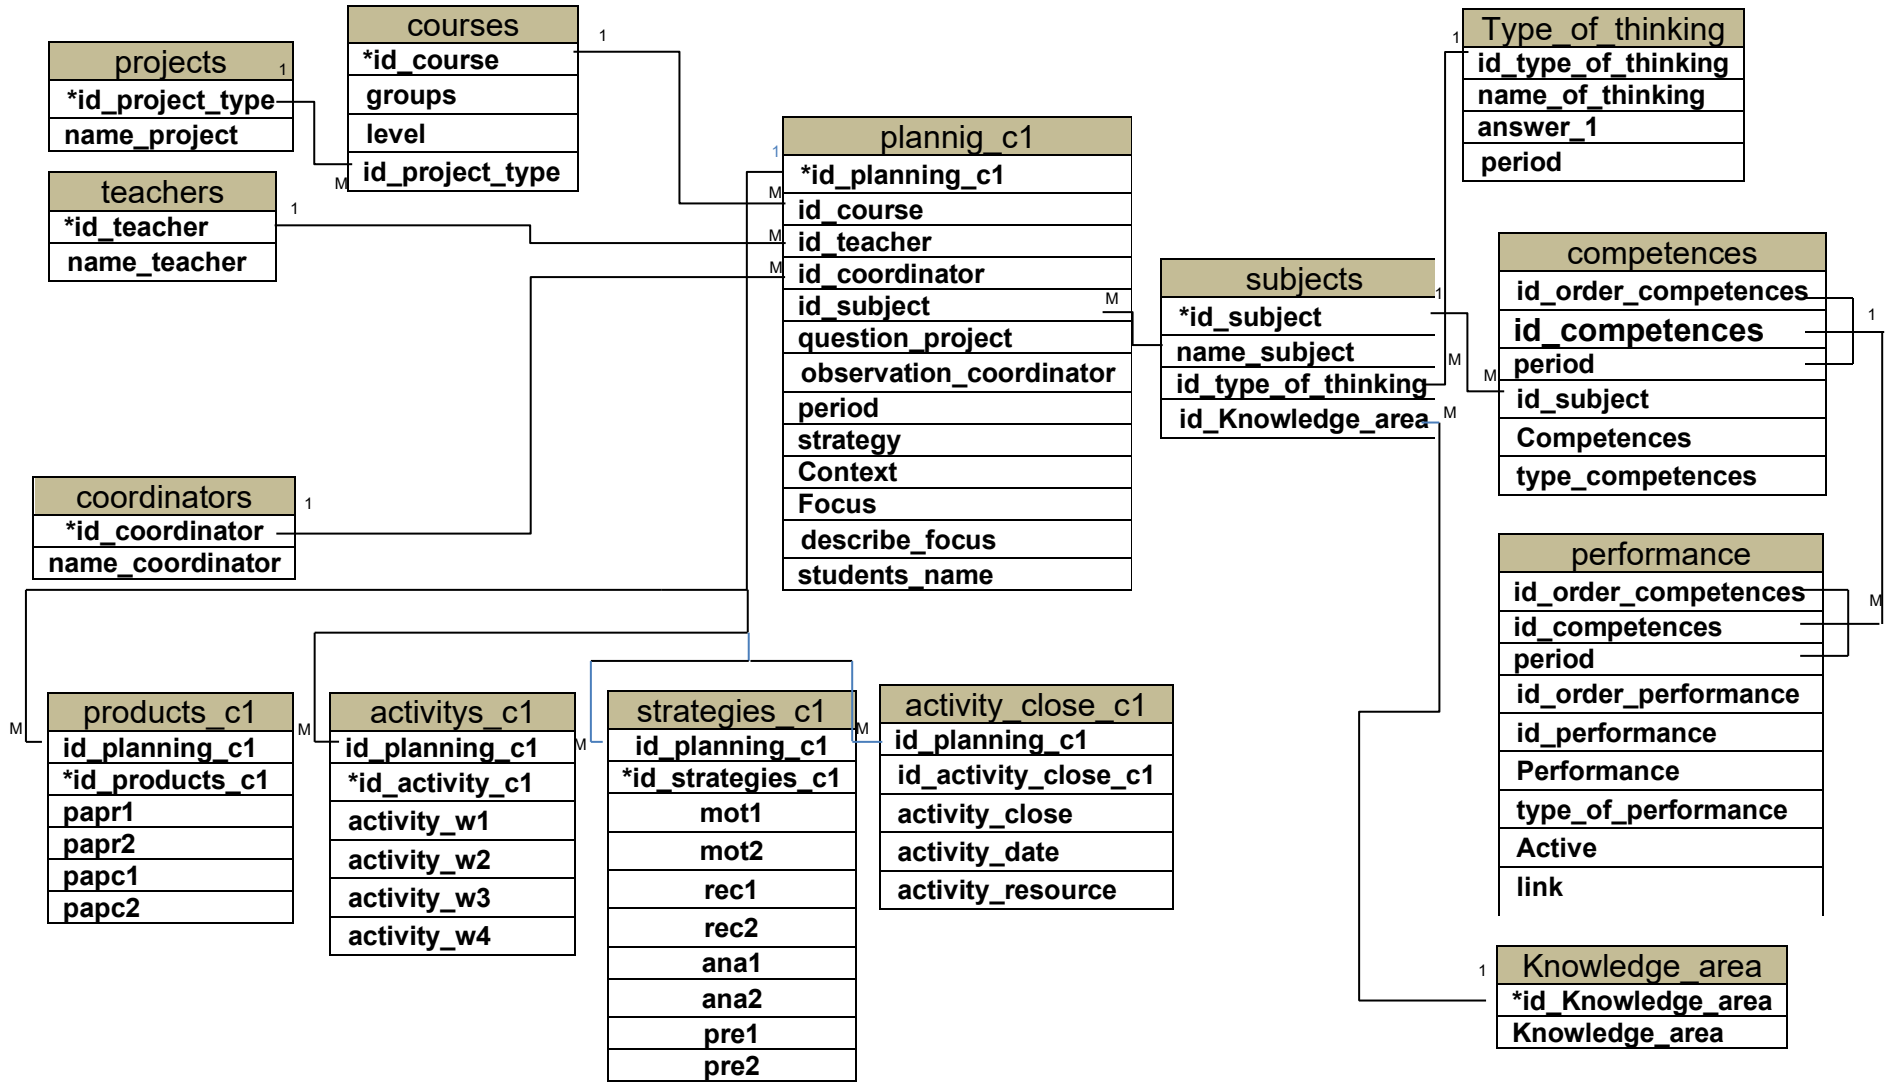 projects
1
*id_project_type
name_project
courses
*id_course
groups
level
id_project_type
1
M
teachers
*id_teacher
name_teacher
1
coordinators
*id_coordinator
name_coordinator
1
plannig_c1
1
*id_planning_c1
M
id_course
M
id_teacher
M
id_coordinator
id_subject
M
question_project
observation_coordinator
period
strategy
Context
Focus
describe_focus
students_name
subjects
1
*id_subject
name_subject
M
id_type_of_thinking
id_Knowledge_area
M
1
Type_of_thinking
id_type_of_thinking
name_of_thinking
answer_1
period
competences
id_order_competences
id_competences
1
period
M
id_subject
Competences
type_competences
performance
id_order_competences
M
id_competences
period
id_order_performance
id_performance
Performance
type_of_performance
Active
link
1
Knowledge_area
*id_Knowledge_area
Knowledge_area
products_c1
M
id_planning_c1
*id_products_c1
papr1
papr2
papc1
papc2
activitys_c1
M
id_planning_c1
*id_activity_c1
activity_w1
activity_w2
activity_w3
activity_w4
strategies_c1
M
id_planning_c1
*id_strategies_c1
mot1
mot2
rec1
rec2
ana1
ana2
pre1
pre2
activity_close_c1
M
id_planning_c1
id_activity_close_c1
activity_close
activity_date
activity_resource